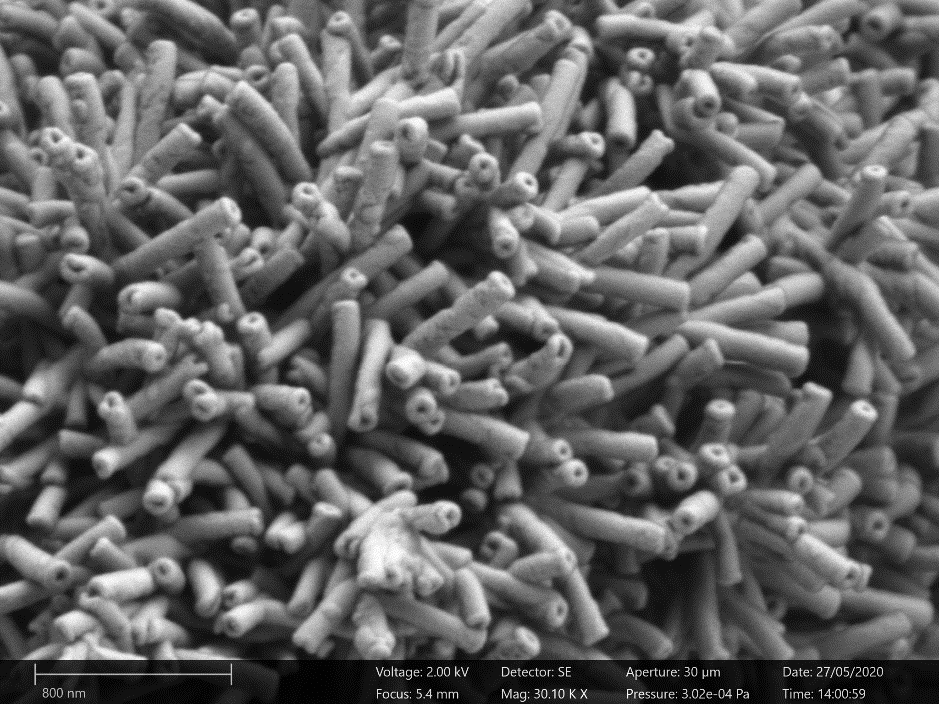 Voltage: 2.00 kV Detector: SE Aperture: 30 µm Date: 27/05/2020
800 nm Focus: 5.4 mm Mag: 30.10 K X Pressure: 3.02e-04 Pa Time: 14:00:59